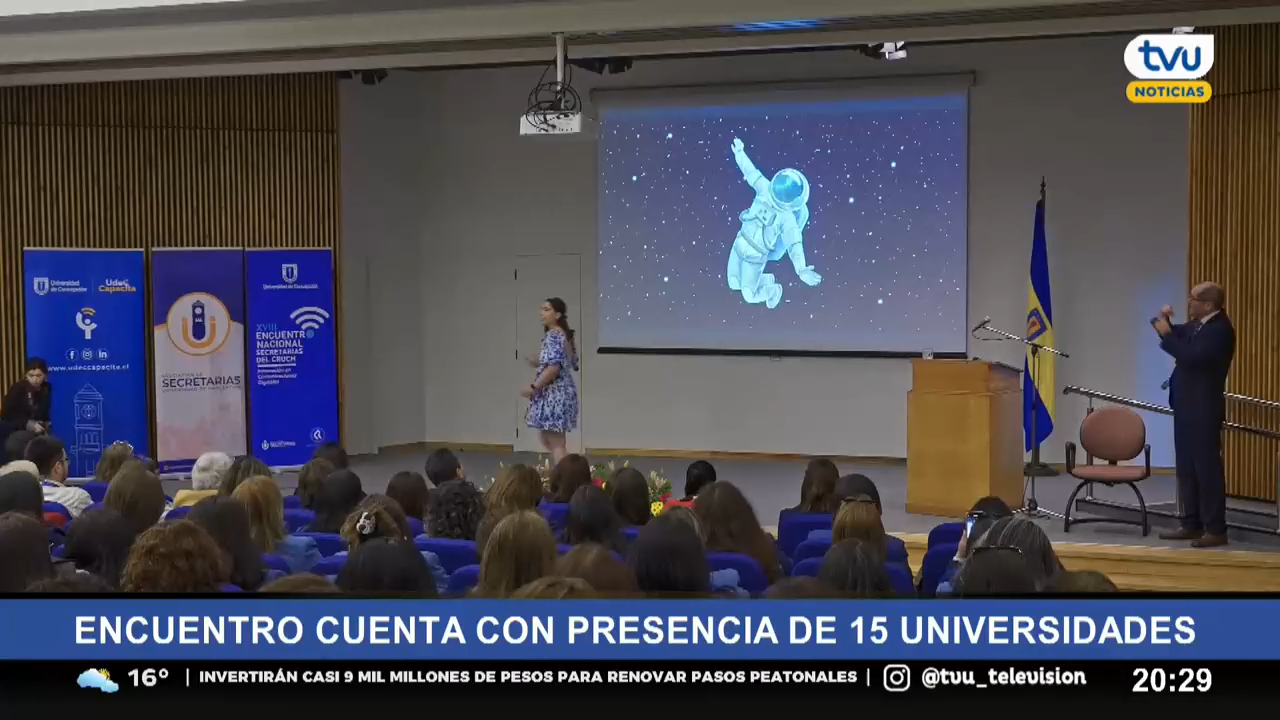 tvu
NOTICIAS
Universidad de Concepción
UdeC Capacita
www.udeccapacita.cl
SECRETARIAS
Universidad de Concepción
XVIII
ENCUENTRO
NACIONAL
SECRETARIAS
DEL CRUCH
ENCUENTRO CUENTA CON PRESENCIA DE 15 UNIVERSIDADES
16° | INVERTIRÁN CASI 9 MIL MILLONES DE PESOS PARA RENOVAR PASOS PEATONALES | @tvu_television
20:29